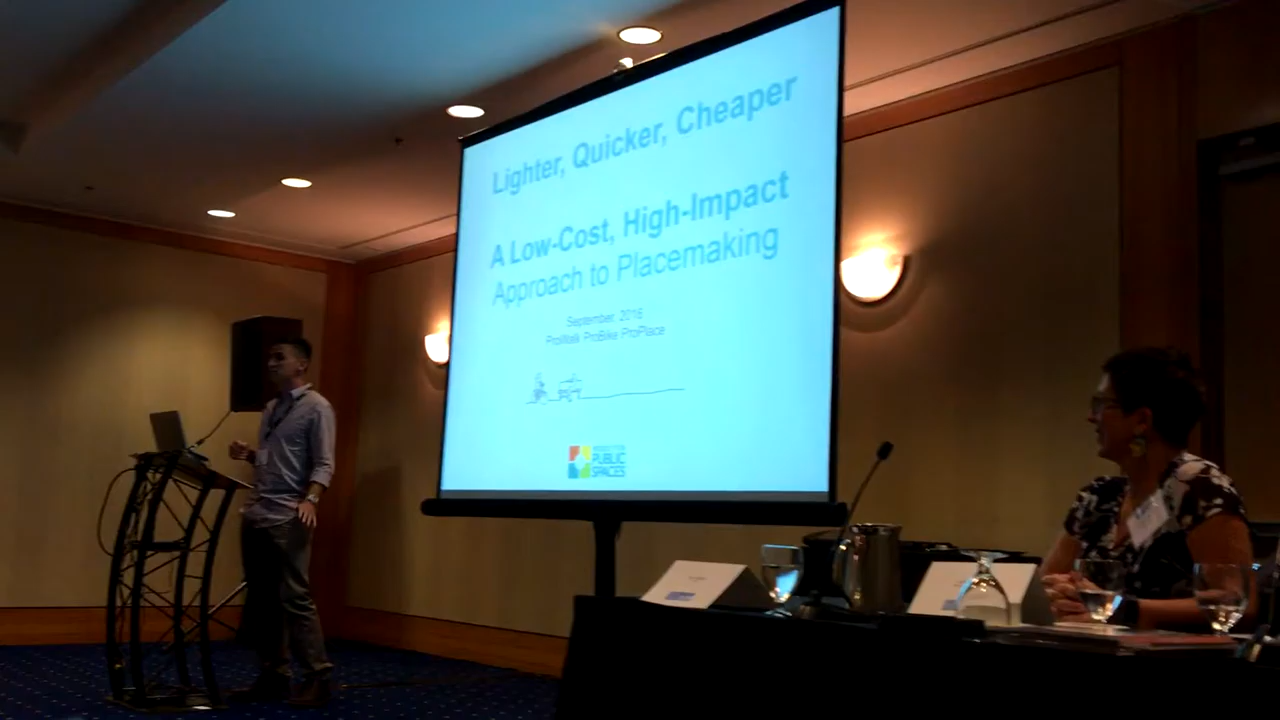 Lighter, Quicker, Cheaper
A Low-Cost, High-Impact
Approach to Placemaking
September, 2016
ProWalk ProBike ProPlace
PUBLIC
SPACES